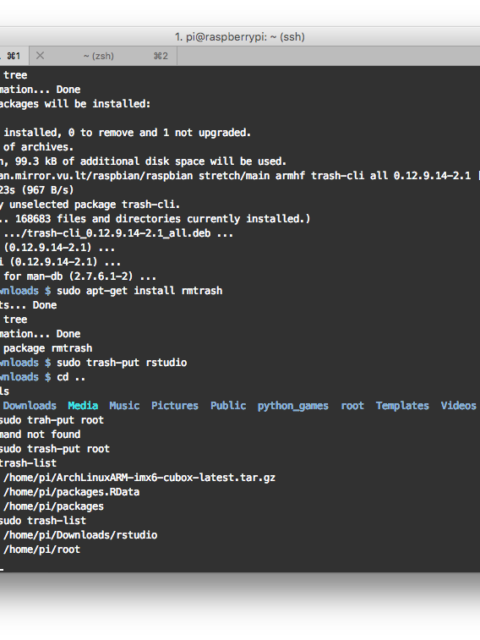 1. pi@raspberrypi: ~ (ssh)
⌘1 ~ (zsh) ⌘2
tree
mation... Done
ackages will be installed:
installed, 0 to remove and 1 not upgraded.
of archives.
n, 99.3 kB of additional disk space will be used.
an.mirror.vu.lt/raspbian/raspbian stretch/main armhf trash-cli all 0.12.9.14-2.1 [
23s (967 B/s)
y unselected package trash-cli.
.. 168683 files and directories currently installed.)
.../trash-cli_0.12.9.14-2.1_all.deb ...
(0.12.9.14-2.1) ...
i (0.12.9.14-2.1) ...
for man-db (2.7.6.1-2) ...
wnloads $ sudo apt-get install rmtrash
ts... Done
tree
mation... Done
package rmtrash
wnloads $ sudo trash-put rstudio
wnloads $ cd ..
ls
Downloads Media Music Pictures Public python_games root Templates Videos
sudo trah-put root
mand not found
sudo trash-put root
trash-list
/home/pi/ArchLinuxARM-imx6-cubox-latest.tar.gz
/home/pi/packages.RData
/home/pi/packages
sudo trash-list
/home/pi/Downloads/rstudio
/home/pi/root